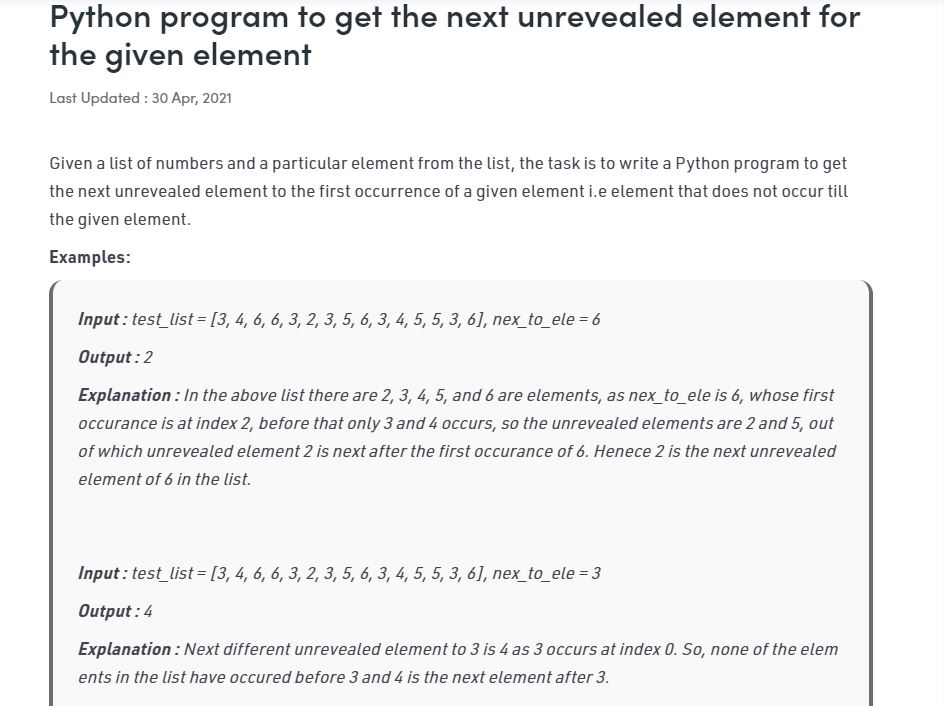 Python program to get the next unrevealed element for
the given element
Last Updated : 30 Apr, 2021
Given a list of numbers and a particular element from the list, the task is to write a Python program to get
the next unrevealed element to the first occurrence of a given element i.e element that does not occur till
the given element.
Examples:
Input : test_list = [3, 4, 6, 6, 3, 2, 3, 5, 6, 3, 4, 5, 5, 3, 6], nex_to_ele = 6
Output : 2
Explanation : In the above list there are 2, 3, 4, 5, and 6 are elements, as nex_to_ele is 6, whose first
occurance is at index 2, before that only 3 and 4 occurs, so the unrevealed elements are 2 and 5, out
of which unrevealed element 2 is next after the first occurance of 6. Henece 2 is the next unrevealed
element of 6 in the list.
Input : test_list = [3, 4, 6, 6, 3, 2, 3, 5, 6, 3, 4, 5, 5, 3, 6], nex_to_ele = 3
Output : 4
Explanation : Next different unrevealed element to 3 is 4 as 3 occurs at index 0. So, none of the elem
ents in the list have occured before 3 and 4 is the next element after 3.